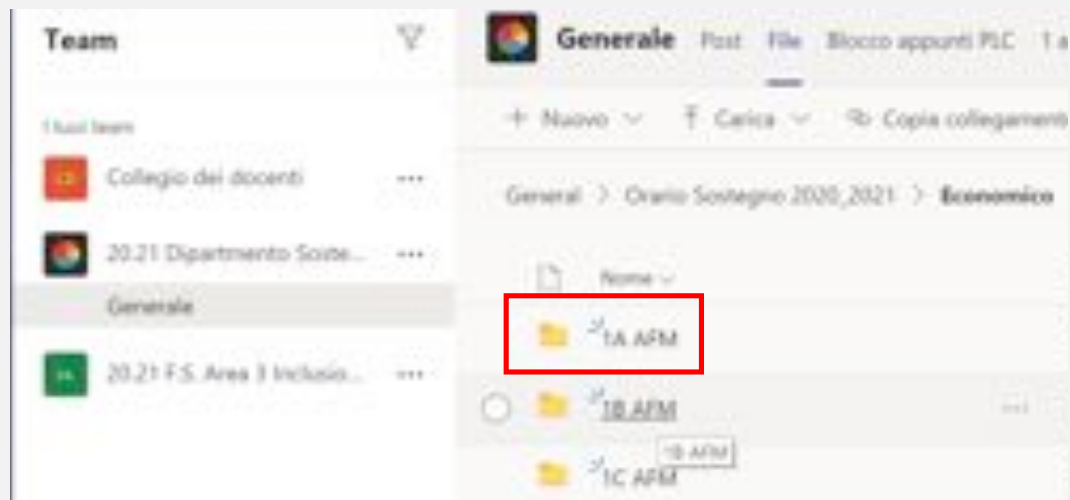 Team
Generale Post File Blocco appunti PLC 1 a
I tuoi team
+ Nuovo Carica Copia collegament
Collegio dei docenti ...
General > Orario Sostegno 2020_2021 > Economico
20.21 Dipartimento Soste... ...
Nome
Generale
1A AFM
20.21 F.S. Area 3 Inclusio... ...
1B AFM ...
1B AFM
1C AFM